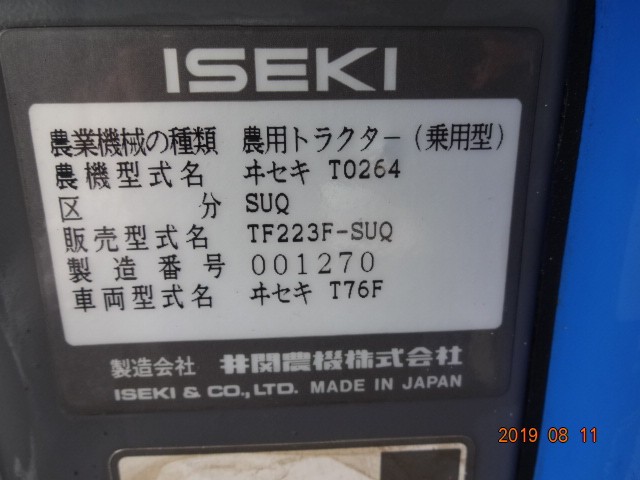 ISEKI
農業機械の種類 農用トラクター(乗用型)
農機型式名 ヰセキ TO264
区分 SUQ
販売型式名 TF223F-SUQ
製造番号 001270
車両型式名 ヰセキ T76F
製造会社 井関農機株式会社
ISEKI & CO.,LTD. MADE IN JAPAN
2019 08 11